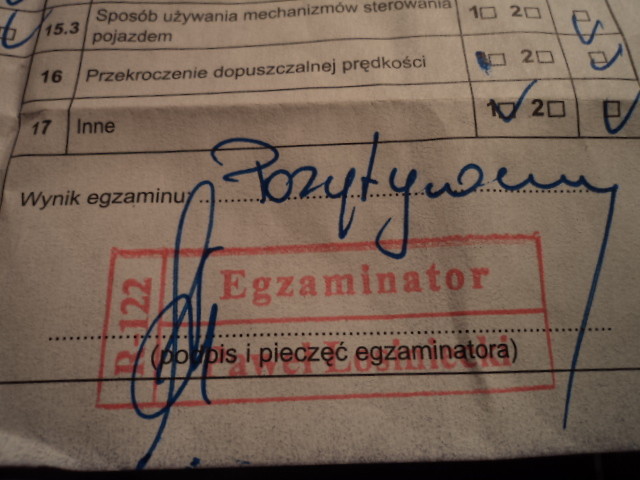 15.3 Sposób używania mechanizmów sterowania pojazdem 1 2
16 Przekroczenie dopuszczalnej prędkości 2
17 Inne 1 2
Wynik egzaminu: Pozytywny
R-122 Egzaminator
(podpis i pieczęć egzaminatora)
Paweł